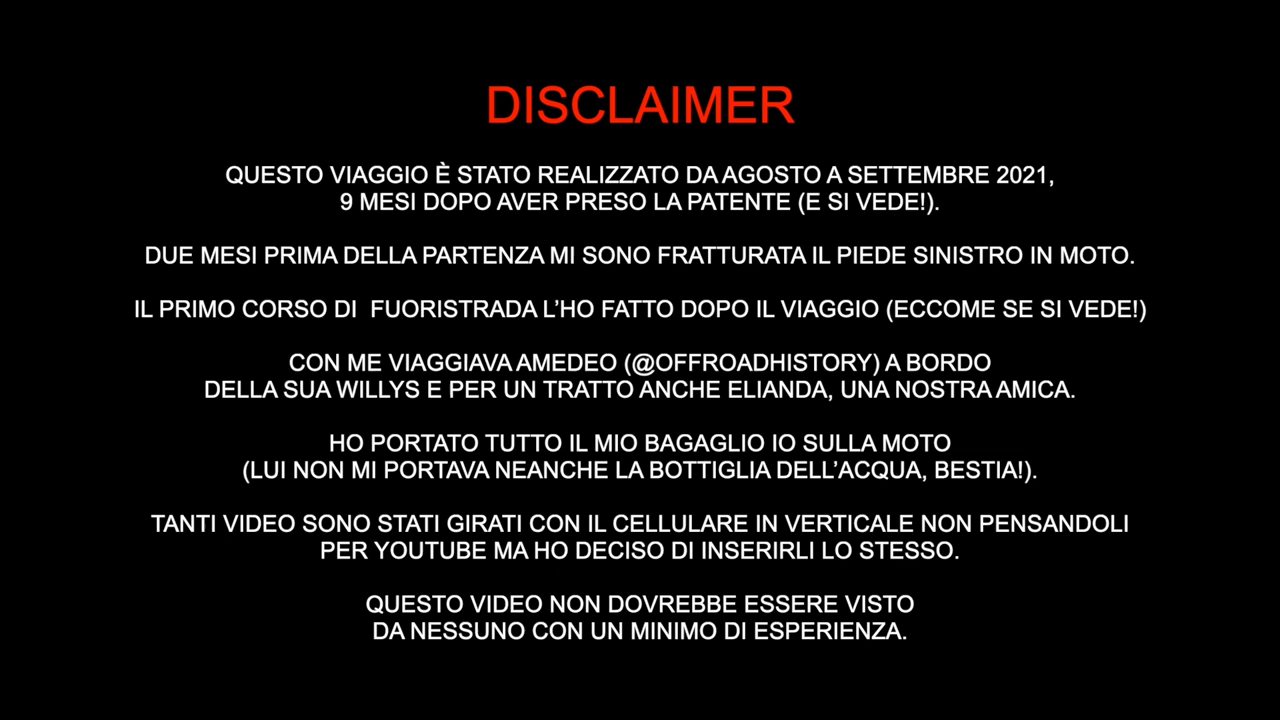 DISCLAIMER
QUESTO VIAGGIO È STATO REALIZZATO DA AGOSTO A SETTEMBRE 2021,
9 MESI DOPO AVER PRESO LA PATENTE (E SI VEDE!).
DUE MESI PRIMA DELLA PARTENZA MI SONO FRATTURATA IL PIEDE SINISTRO IN MOTO.
IL PRIMO CORSO DI  FUORISTRADA L’HO FATTO DOPO IL VIAGGIO (ECCOME SE SI VEDE!)
CON ME VIAGGIAVA AMEDEO (@OFFROADHISTORY) A BORDO
DELLA SUA WILLYS E PER UN TRATTO ANCHE ELIANDA, UNA NOSTRA AMICA.
HO PORTATO TUTTO IL MIO BAGAGLIO IO SULLA MOTO
(LUI NON MI PORTAVA NEANCHE LA BOTTIGLIA DELL’ACQUA, BESTIA!).
TANTI VIDEO SONO STATI GIRATI CON IL CELLULARE IN VERTICALE NON PENSANDOLI
PER YOUTUBE MA HO DECISO DI INSERIRLI LO STESSO.
QUESTO VIDEO NON DOVREBBE ESSERE VISTO
DA NESSUNO CON UN MINIMO DI ESPERIENZA.